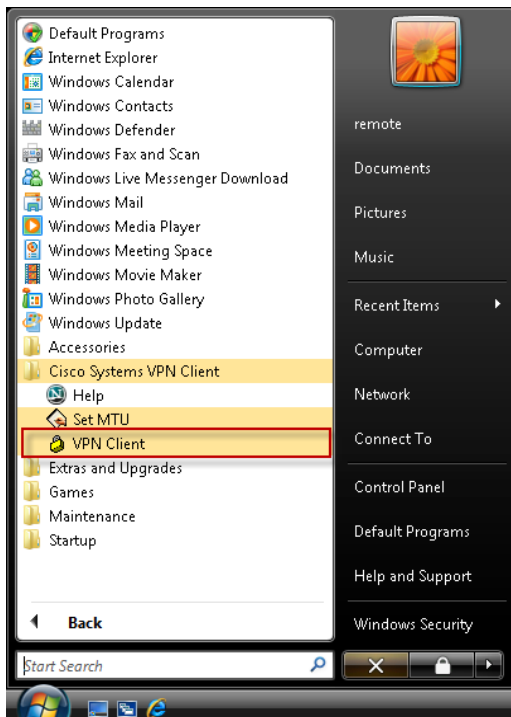 Default Programs
Internet Explorer
Windows Calendar
Windows Contacts
Windows Defender
Windows Fax and Scan
Windows Live Messenger Download
Windows Mail
Windows Media Player
Windows Meeting Space
Windows Movie Maker
Windows Photo Gallery
Windows Update
Accessories
Cisco Systems VPN Client
Help
Set MTU
VPN Client
Extras and Upgrades
Games
Maintenance
Startup
Back
Start Search
remote
Documents
Pictures
Music
Recent Items
Computer
Network
Connect To
Control Panel
Default Programs
Help and Support
Windows Security